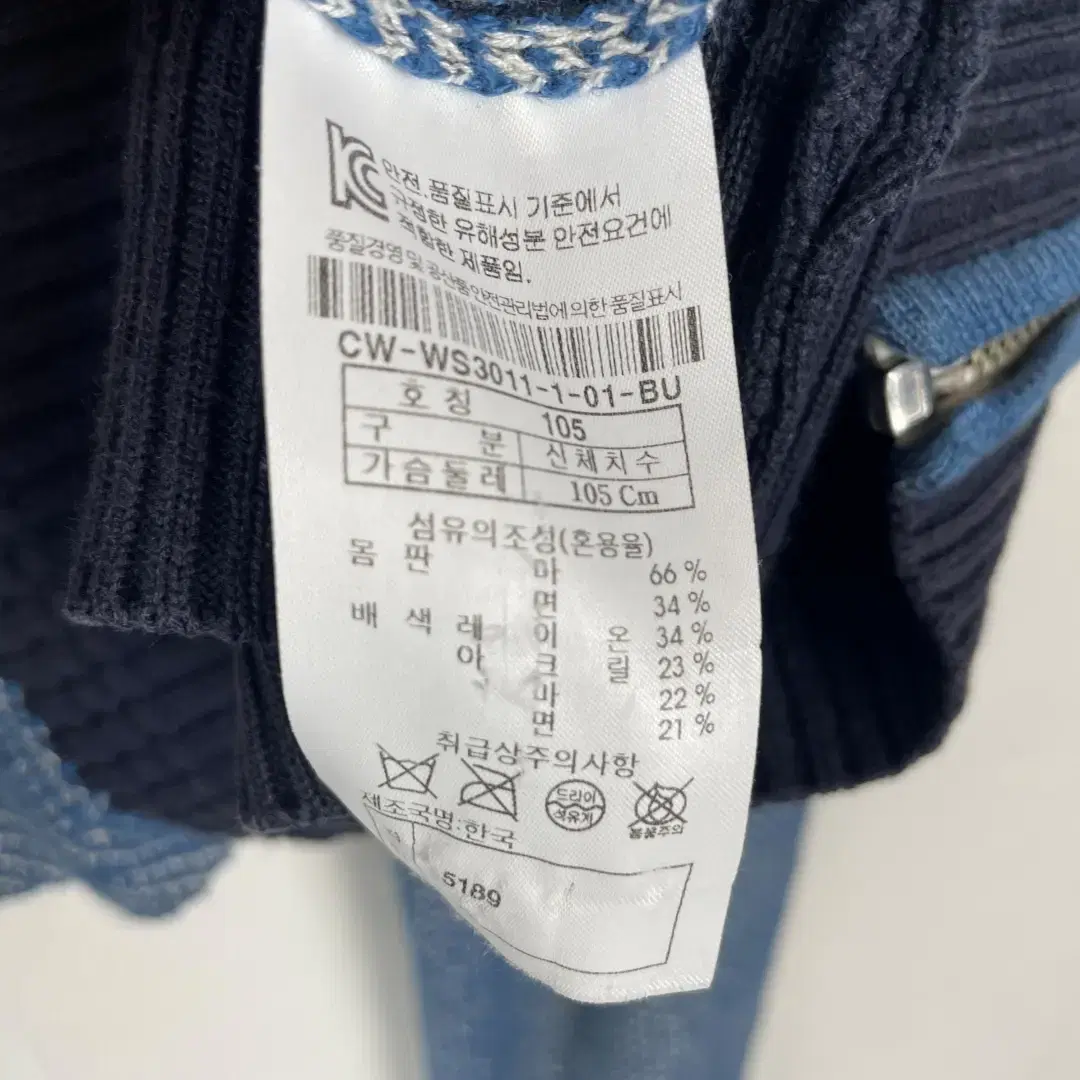 KC
안전.품질표시 기준에서
규정한 유해성분 안전요건에
적합한 제품임.
품질경영및공산품안전관리법에의한품질표시
CW-WS3011-1-01-BU
호칭 105
구 분 신체치수
가슴둘레 105 Cm
섬유의조성(혼용율)
몸 판 마 66 %
면 34 %
배 색 레이온 34 %
아크릴 23 %
마 22 %
면 21 %
취급상주의사항
드라이
석유계
제조국명:한국
5189